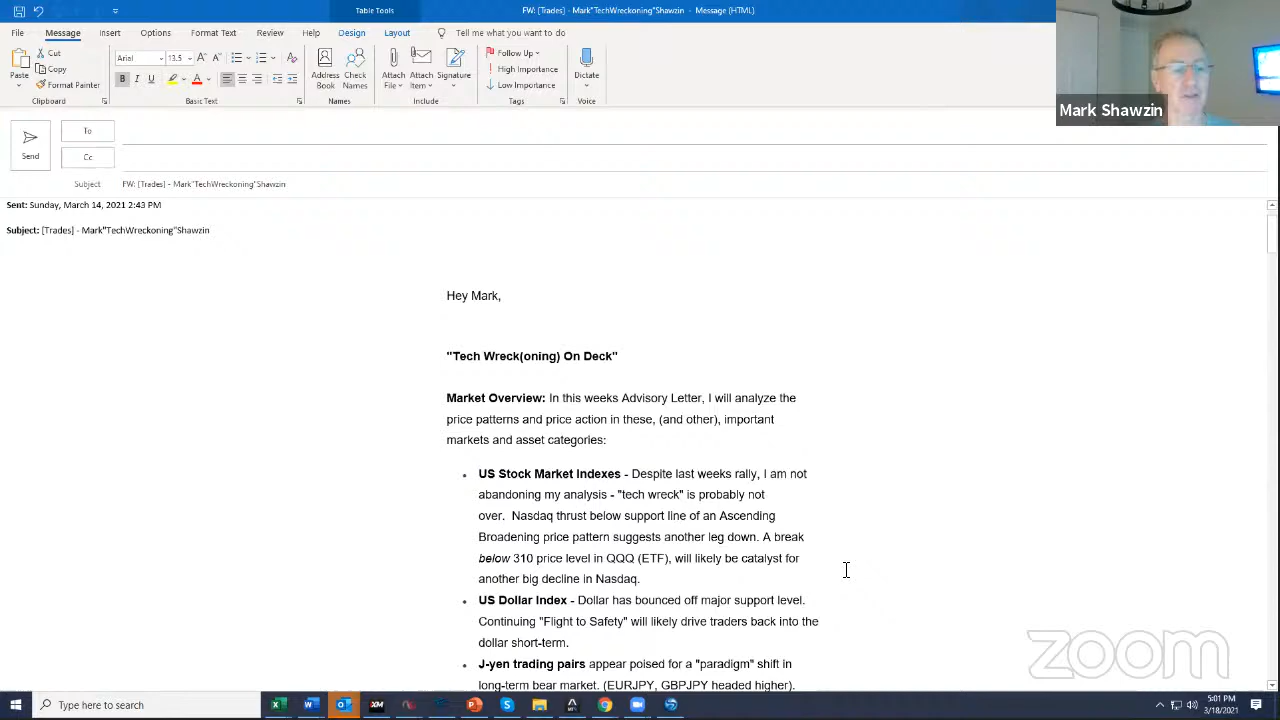 Table Tools
FW: [Trades] - Mark"TechWreckoning"Shawzin - Message (HTML)
File Message Insert Options Format Text Review Help Design Layout Tell me what you want to do
Paste
Cut
Copy
Format Painter
Clipboard
Arial 13.5
B I U
Basic Text
Address Book
Check Names
Names
Attach File
Attach Item
Signature
Include
Follow Up
High Importance
Low Importance
Tags
Dictate
Voice
Mark Shawzin
Send
To
Cc
Subject FW: [Trades] - Mark"TechWreckoning"Shawzin
Sent: Sunday, March 14, 2021 2:43 PM
Subject: [Trades] - Mark"TechWreckoning"Shawzin
Hey Mark,
"Tech Wreck(oning) On Deck"
Market Overview: In this weeks Advisory Letter, I will analyze the
price patterns and price action in these, (and other), important
markets and asset categories:
US Stock Market Indexes - Despite last weeks rally, I am not
abandoning my analysis - "tech wreck" is probably not
over. Nasdaq thrust below support line of an Ascending
Broadening price pattern suggests another leg down. A break
below 310 price level in QQQ (ETF), will likely be catalyst for
another big decline in Nasdaq.
US Dollar Index - Dollar has bounced off major support level.
Continuing "Flight to Safety" will likely drive traders back into the
dollar short-term.
J-yen trading pairs appear poised for a "paradigm" shift in
long-term bear market. (EURJPY, GBPJPY headed higher).
zoom
Type here to search
XM
5:01 PM
3/18/2021